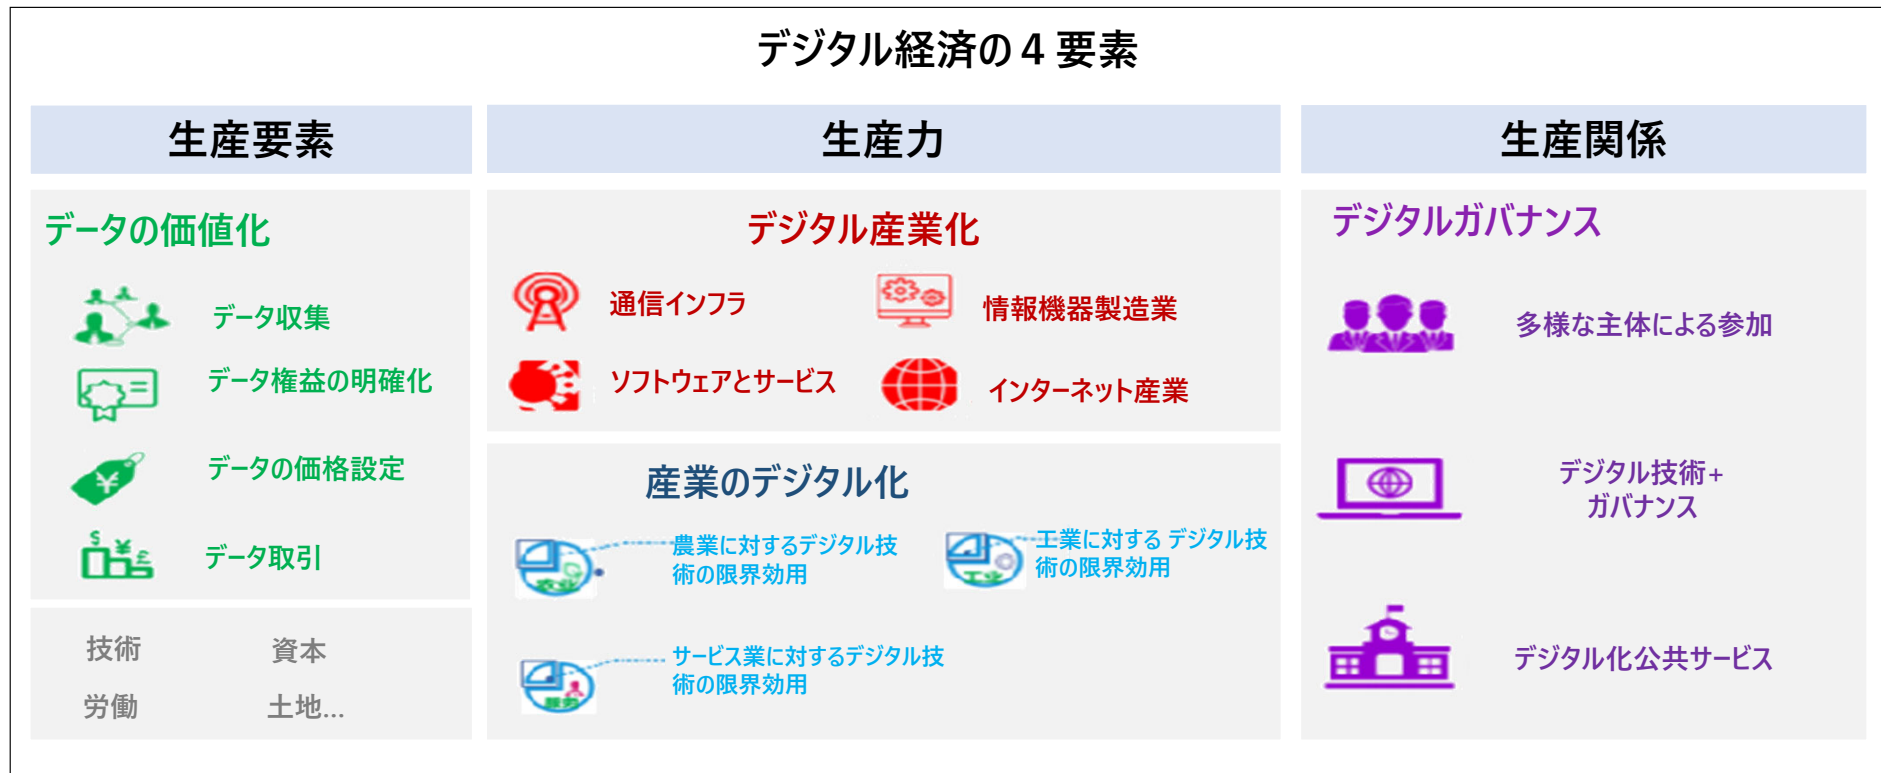 デジタル経済の４要素
生産要素
生産力
生産関係
データの価値化
データ収集
データ権益の明確化
データの価格設定
データ取引
技術
資本
労働
土地...
デジタル産業化
通信インフラ
情報機器製造業
ソフトウェアとサービス
インターネット産業
産業のデジタル化
农业
農業に対するデジタル技
術の限界効用
工业
工業に対する デジタル技
術の限界効用
サービス業に対するデジタル技
術の限界効用
デジタルガバナンス
多様な主体による参加
デジタル技術+
ガバナンス
デジタル化公共サービス